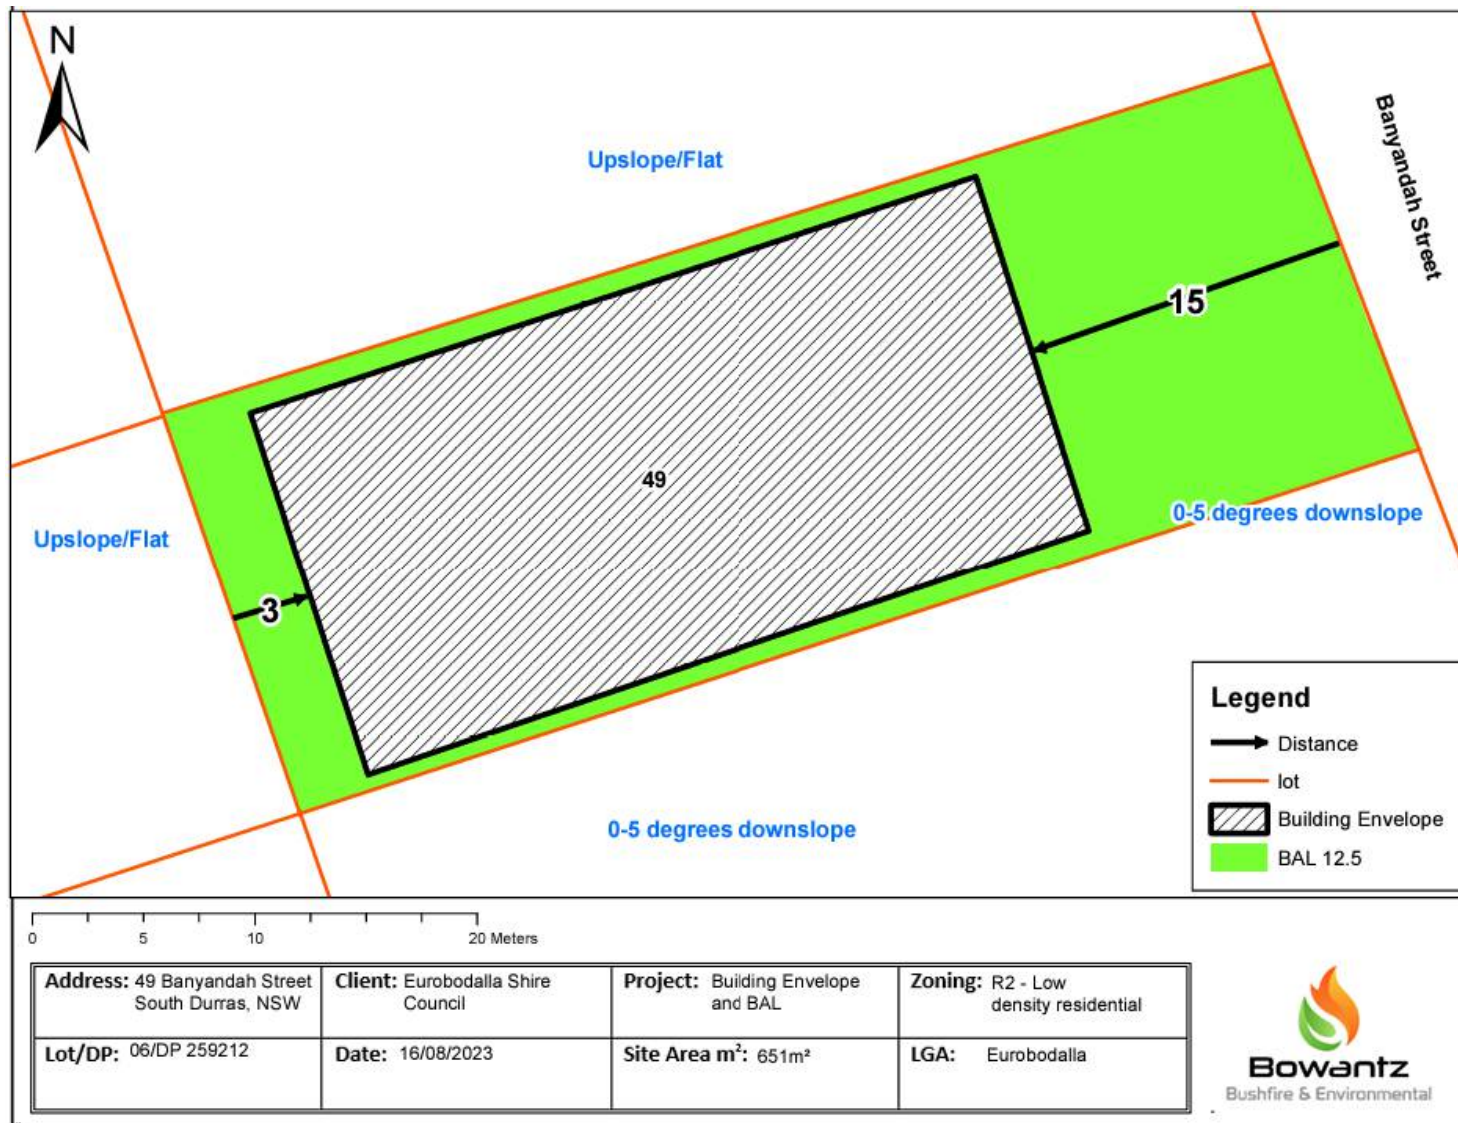 N
Upslope/Flat
Banyandah Street
15
49
Upslope/Flat
0-5 degrees downslope
3
0-5 degrees downslope
Legend
Distance
lot
Building Envelope
BAL 12.5
0 5 10 20 Meters
Address: 49 Banyandah Street
South Durras, NSW
Client: Eurobodalla Shire
Council
Project: Building Envelope
and BAL
Zoning: R2 - Low
density residential
Lot/DP: 06/DP 259212
Date: 16/08/2023
Site Area m²: 651m²
LGA: Eurobodalla
Bowantz
Bushfire & Environmental